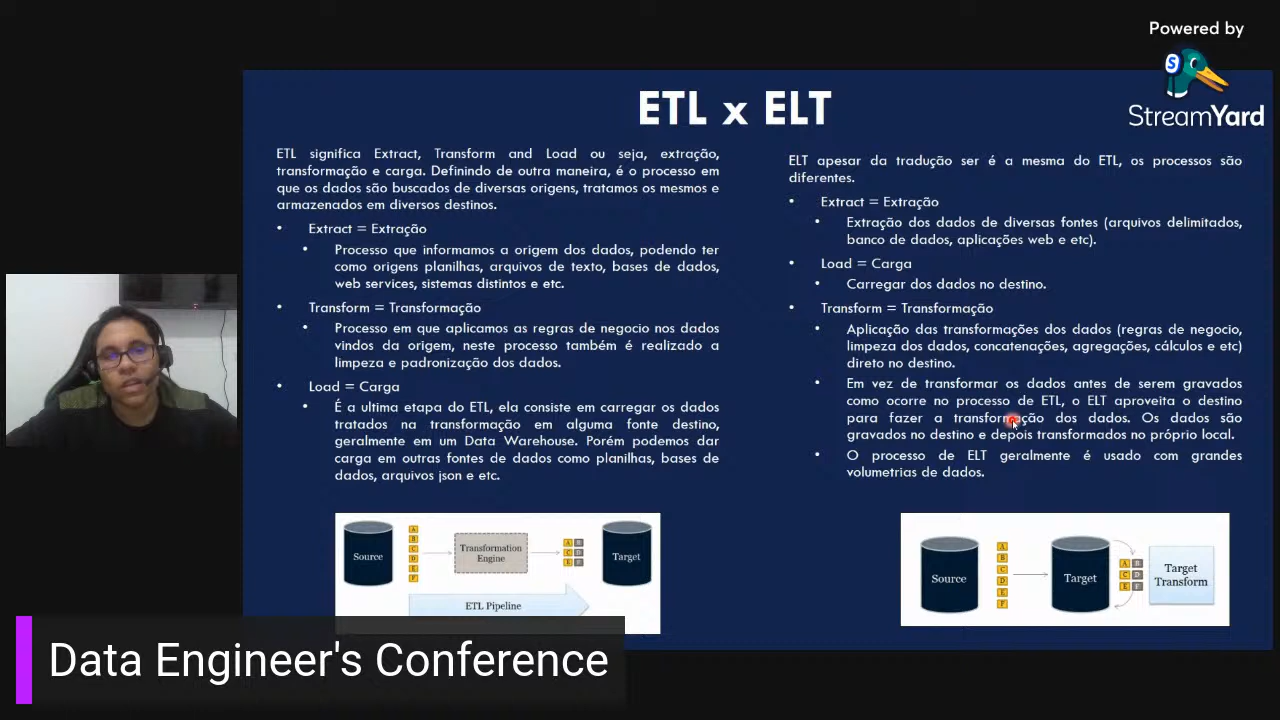 Powered by
StreamYard
ETL x ELT
ETL significa Extract, Transform and Load ou seja, extração,
transformação e carga. Definindo de outra maneira, é o processo em
que os dados são buscados de diversas origens, tratamos os mesmos e
armazenados em diversos destinos.
• Extract = Extração
• Processo que informamos a origem dos dados, podendo ter
como origens planilhas, arquivos de texto, bases de dados,
web services, sistemas distintos e etc.
• Transform = Transformação
• Processo em que aplicamos as regras de negocio nos dados
vindos da origem, neste processo também é realizado a
limpeza e padronização dos dados.
• Load = Carga
• É a ultima etapa do ETL, ela consiste em carregar os dados
tratados na transformação em alguma fonte destino,
geralmente em um Data Warehouse. Porém podemos dar
carga em outras fontes de dados como planilhas, bases de
dados, arquivos json e etc.
Source
A
B
C
D
E
F
Transformation
Engine
A B
C D
E F
Target
ETL Pipeline
ELT apesar da tradução ser é a mesma do ETL, os processos são
diferentes.
• Extract = Extração
• Extração dos dados de diversas fontes (arquivos delimitados,
banco de dados, aplicações web e etc).
• Load = Carga
• Carregar dos dados no destino.
• Transform = Transformação
• Aplicação das transformações dos dados (regras de negocio,
limpeza dos dados, concatenações, agregações, cálculos e etc)
direto no destino.
• Em vez de transformar os dados antes de serem gravados
como ocorre no processo de ETL, o ELT aproveita o destino
para fazer a transformação dos dados. Os dados são
gravados no destino e depois transformados no próprio local.
• O processo de ELT geralmente é usado com grandes
volumetrias de dados.
Source
A
B
C
D
E
F
Target
A B
C D
E F
Target
Transform
Data Engineer's Conference